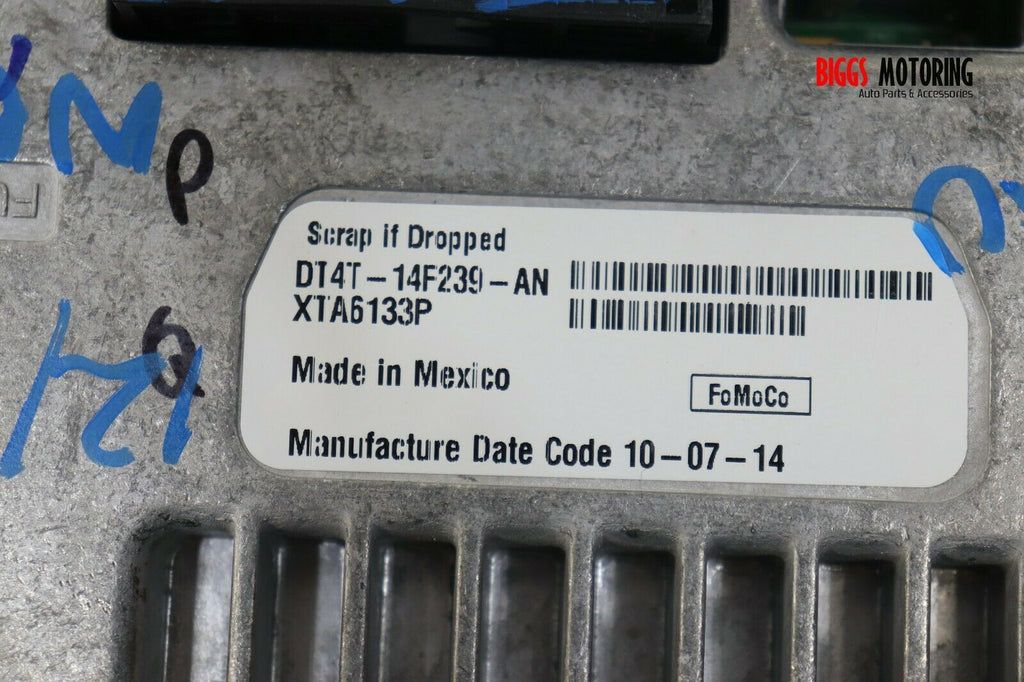 BIGGS MOTORING
Auto Parts & Accessories
Scrap if Dropped
DT4T-14F239-AN
XTA6133P
Made in Mexico
FoMoCo
Manufacture Date Code 10-07-14